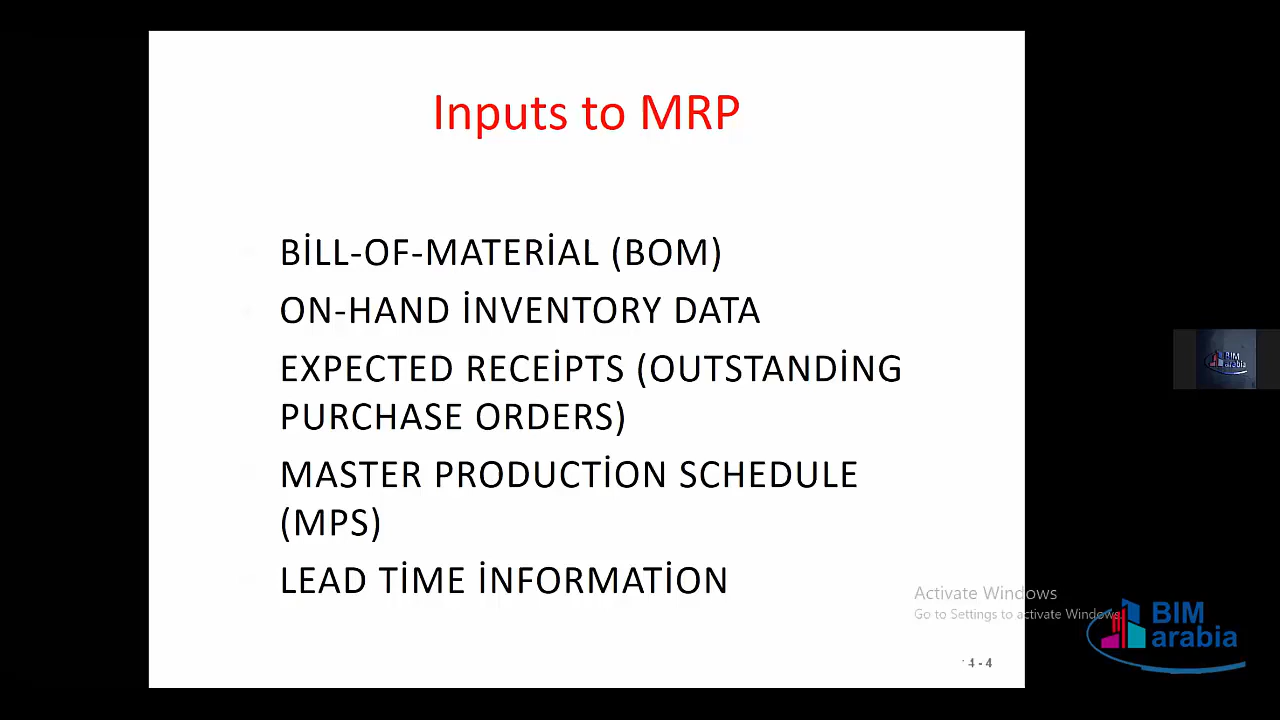 Inputs to MRP
BİLL-OF-MATERİAL (BOM)
ON-HAND İNVENTORY DATA
EXPECTED RECEİPTS (OUTSTANDİNG
PURCHASE ORDERS)
MASTER PRODUCTİON SCHEDULE
(MPS)
LEAD TİME İNFORMATİON
BIM
arabia
Activate Windows
Go to Settings to activate Windows.
BIM
arabia
4 - 4